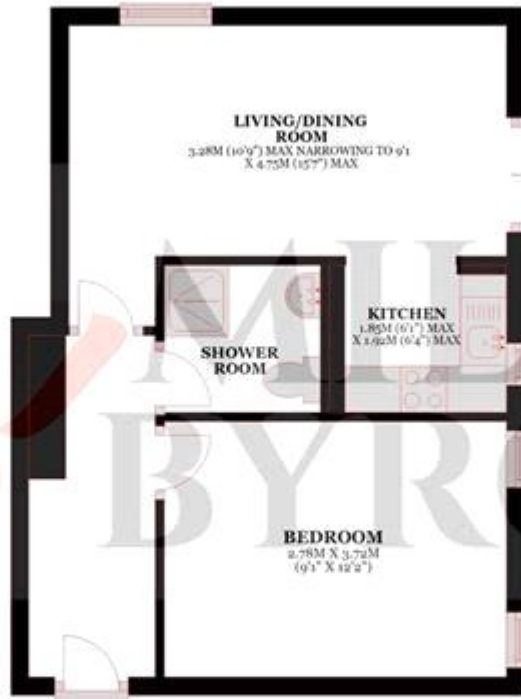 LIVING/DINING
ROOM
3.28M (10'9") MAX NARROWING TO 9'1
X 4.75M (15'7") MAX
KITCHEN
1.85M (6'1") MAX
X 1.92M (6'4") MAX
SHOWER
ROOM
BEDROOM
2.78M X 3.72M
(9'1" X 12'2")
MIL
BYR